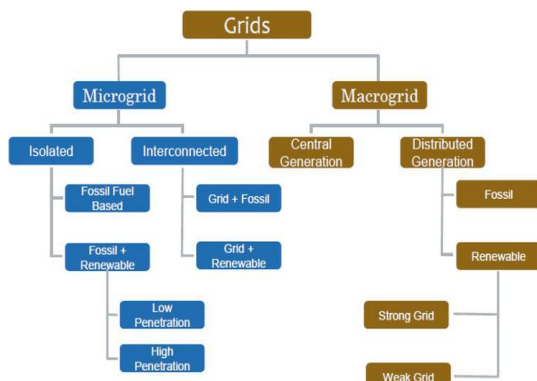 Grids
Microgrid
Macrogrid
Isolated
Interconnected
Central
Generation
Distributed
Generation
Fossil Fuel
Based
Grid + Fossil
Fossil
Fossil +
Renewable
Grid +
Renewable
Renewable
Low
Penetration
Strong Grid
High
Penetration
Weak Grid